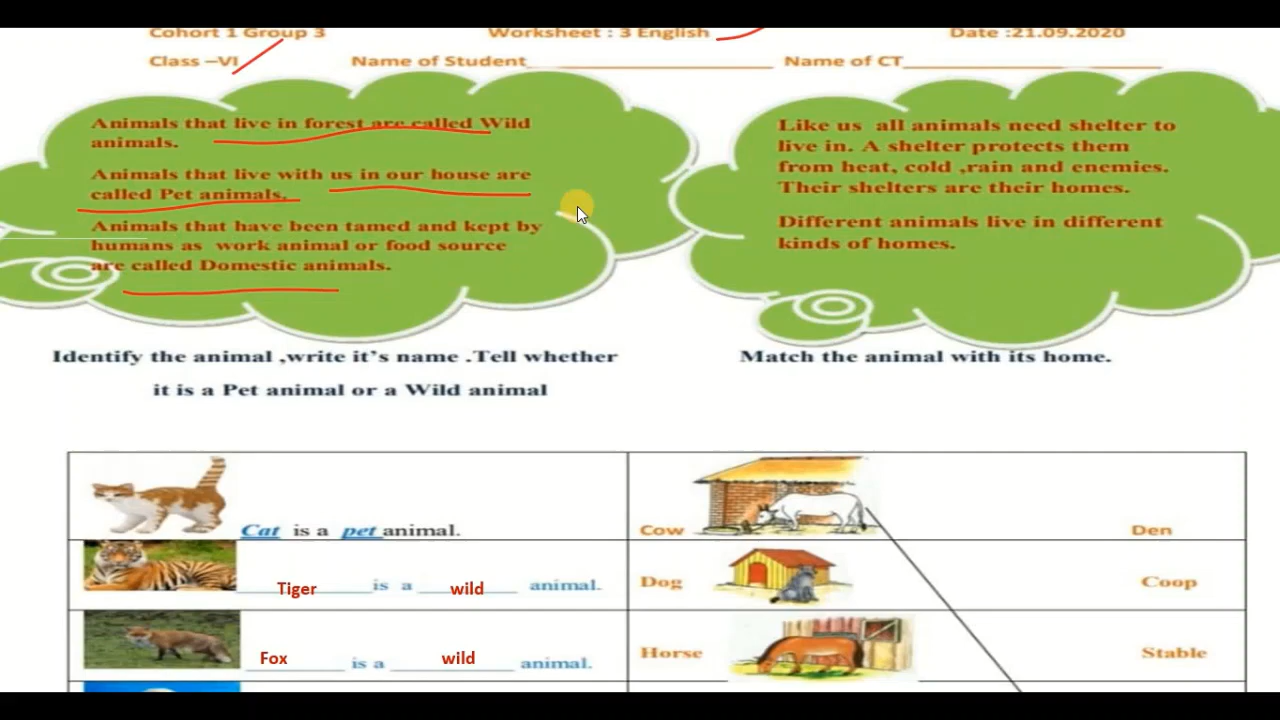 Cohort 1 Group 3 Worksheet : 3 English Date :21.09.2020
Class –VI Name of Student____________________ Name of CT____________________
Animals that live in forest are called Wild
animals.
Animals that live with us in our house are
called Pet animals.
Animals that have been tamed and kept by
humans as work animal or food source
are called Domestic animals.
Like us all animals need shelter to
live in. A shelter protects them
from heat, cold ,rain and enemies.
Their shelters are their homes.
Different animals live in different
kinds of homes.
Identify the animal ,write it's name .Tell whether
it is a Pet animal or a Wild animal
Match the animal with its home.
Cat is a pet animal.
Tiger is a wild animal.
Fox is a wild animal.
Cow Den
Dog Coop
Horse Stable